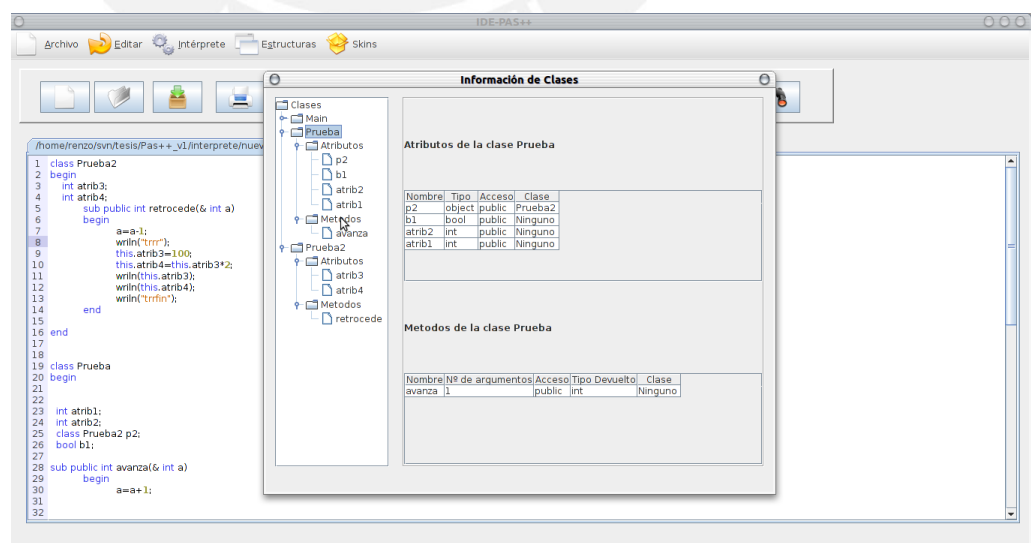 IDE-PAS++
Archivo Editar Intérprete Estructuras Skins
/home/renzo/svn/tesis/Pas++_v1/interprete/nuev
1 class Prueba2
2 begin
3 int atrib3;
4 int atrib4;
5 sub public int retrocede(& int a)
6 begin
7 a=a-1;
8 wriln("trrr");
9 this.atrib3=100;
10 this.atrib4=this.atrib3*2;
11 wriln(this.atrib3);
12 wriln(this.atrib4);
13 wriln("trrfin");
14 end
15
16 end
17
18
19 class Prueba
20 begin
21
22
23 int atrib1;
24 int atrib2;
25 class Prueba2 p2;
26 bool b1;
27
28 sub public int avanza(& int a)
29 begin
30 a=a+1;
31
32
Información de Clases
Clases
Main
Prueba
Atributos
p2
b1
atrib2
atrib1
Metodos
avanza
Prueba2
Atributos
atrib3
atrib4
Metodos
retrocede
Atributos de la clase Prueba
Nombre Tipo Acceso Clase
p2 object public Prueba2
b1 bool public Ninguno
atrib2 int public Ninguno
atrib1 int public Ninguno
Metodos de la clase Prueba
Nombre Nº de argumentos Acceso Tipo Devuelto Clase
avanza 1 public int Ninguno